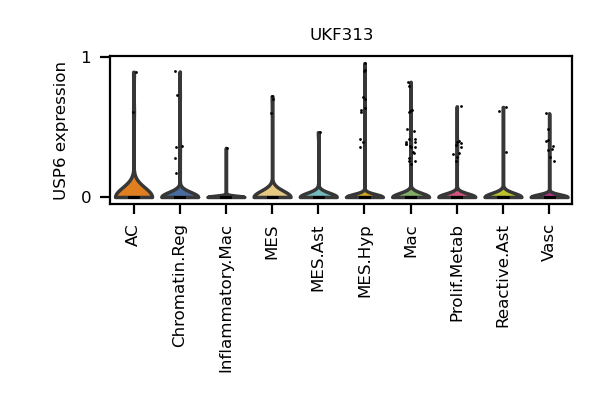 UKF313
USP6 expression
1
0
AC
Chromatin.Reg
Inflammatory.Mac
MES
MES.Ast
MES.Hyp
Mac
Prolif.Metab
Reactive.Ast
Vasc